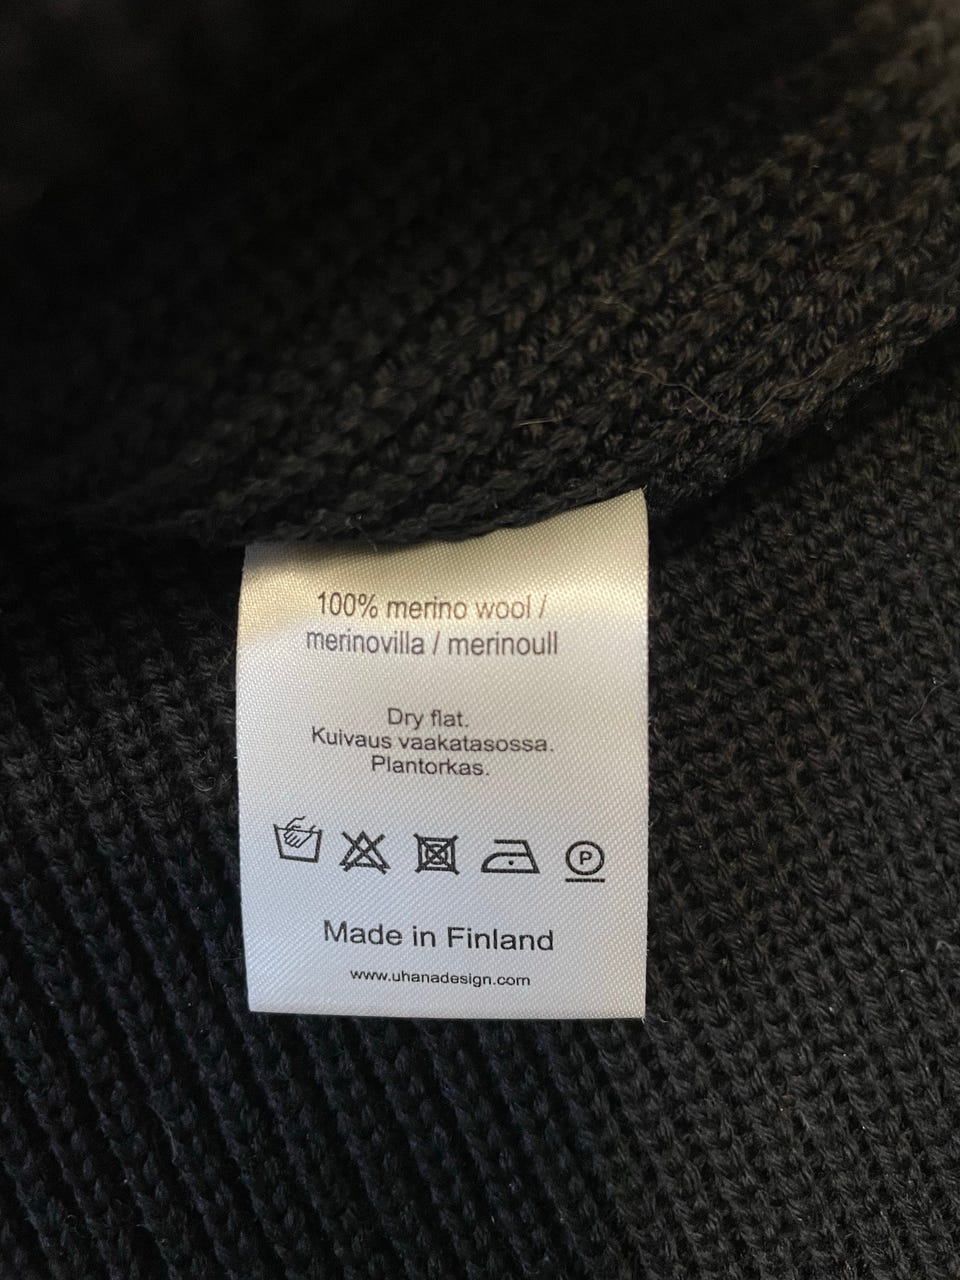 100% merino wool /
merinovilla / merinoull
Dry flat.
Kuivaus vaakatasossa.
Plantorkas.
P
Made in Finland
www.uhanadesign.com